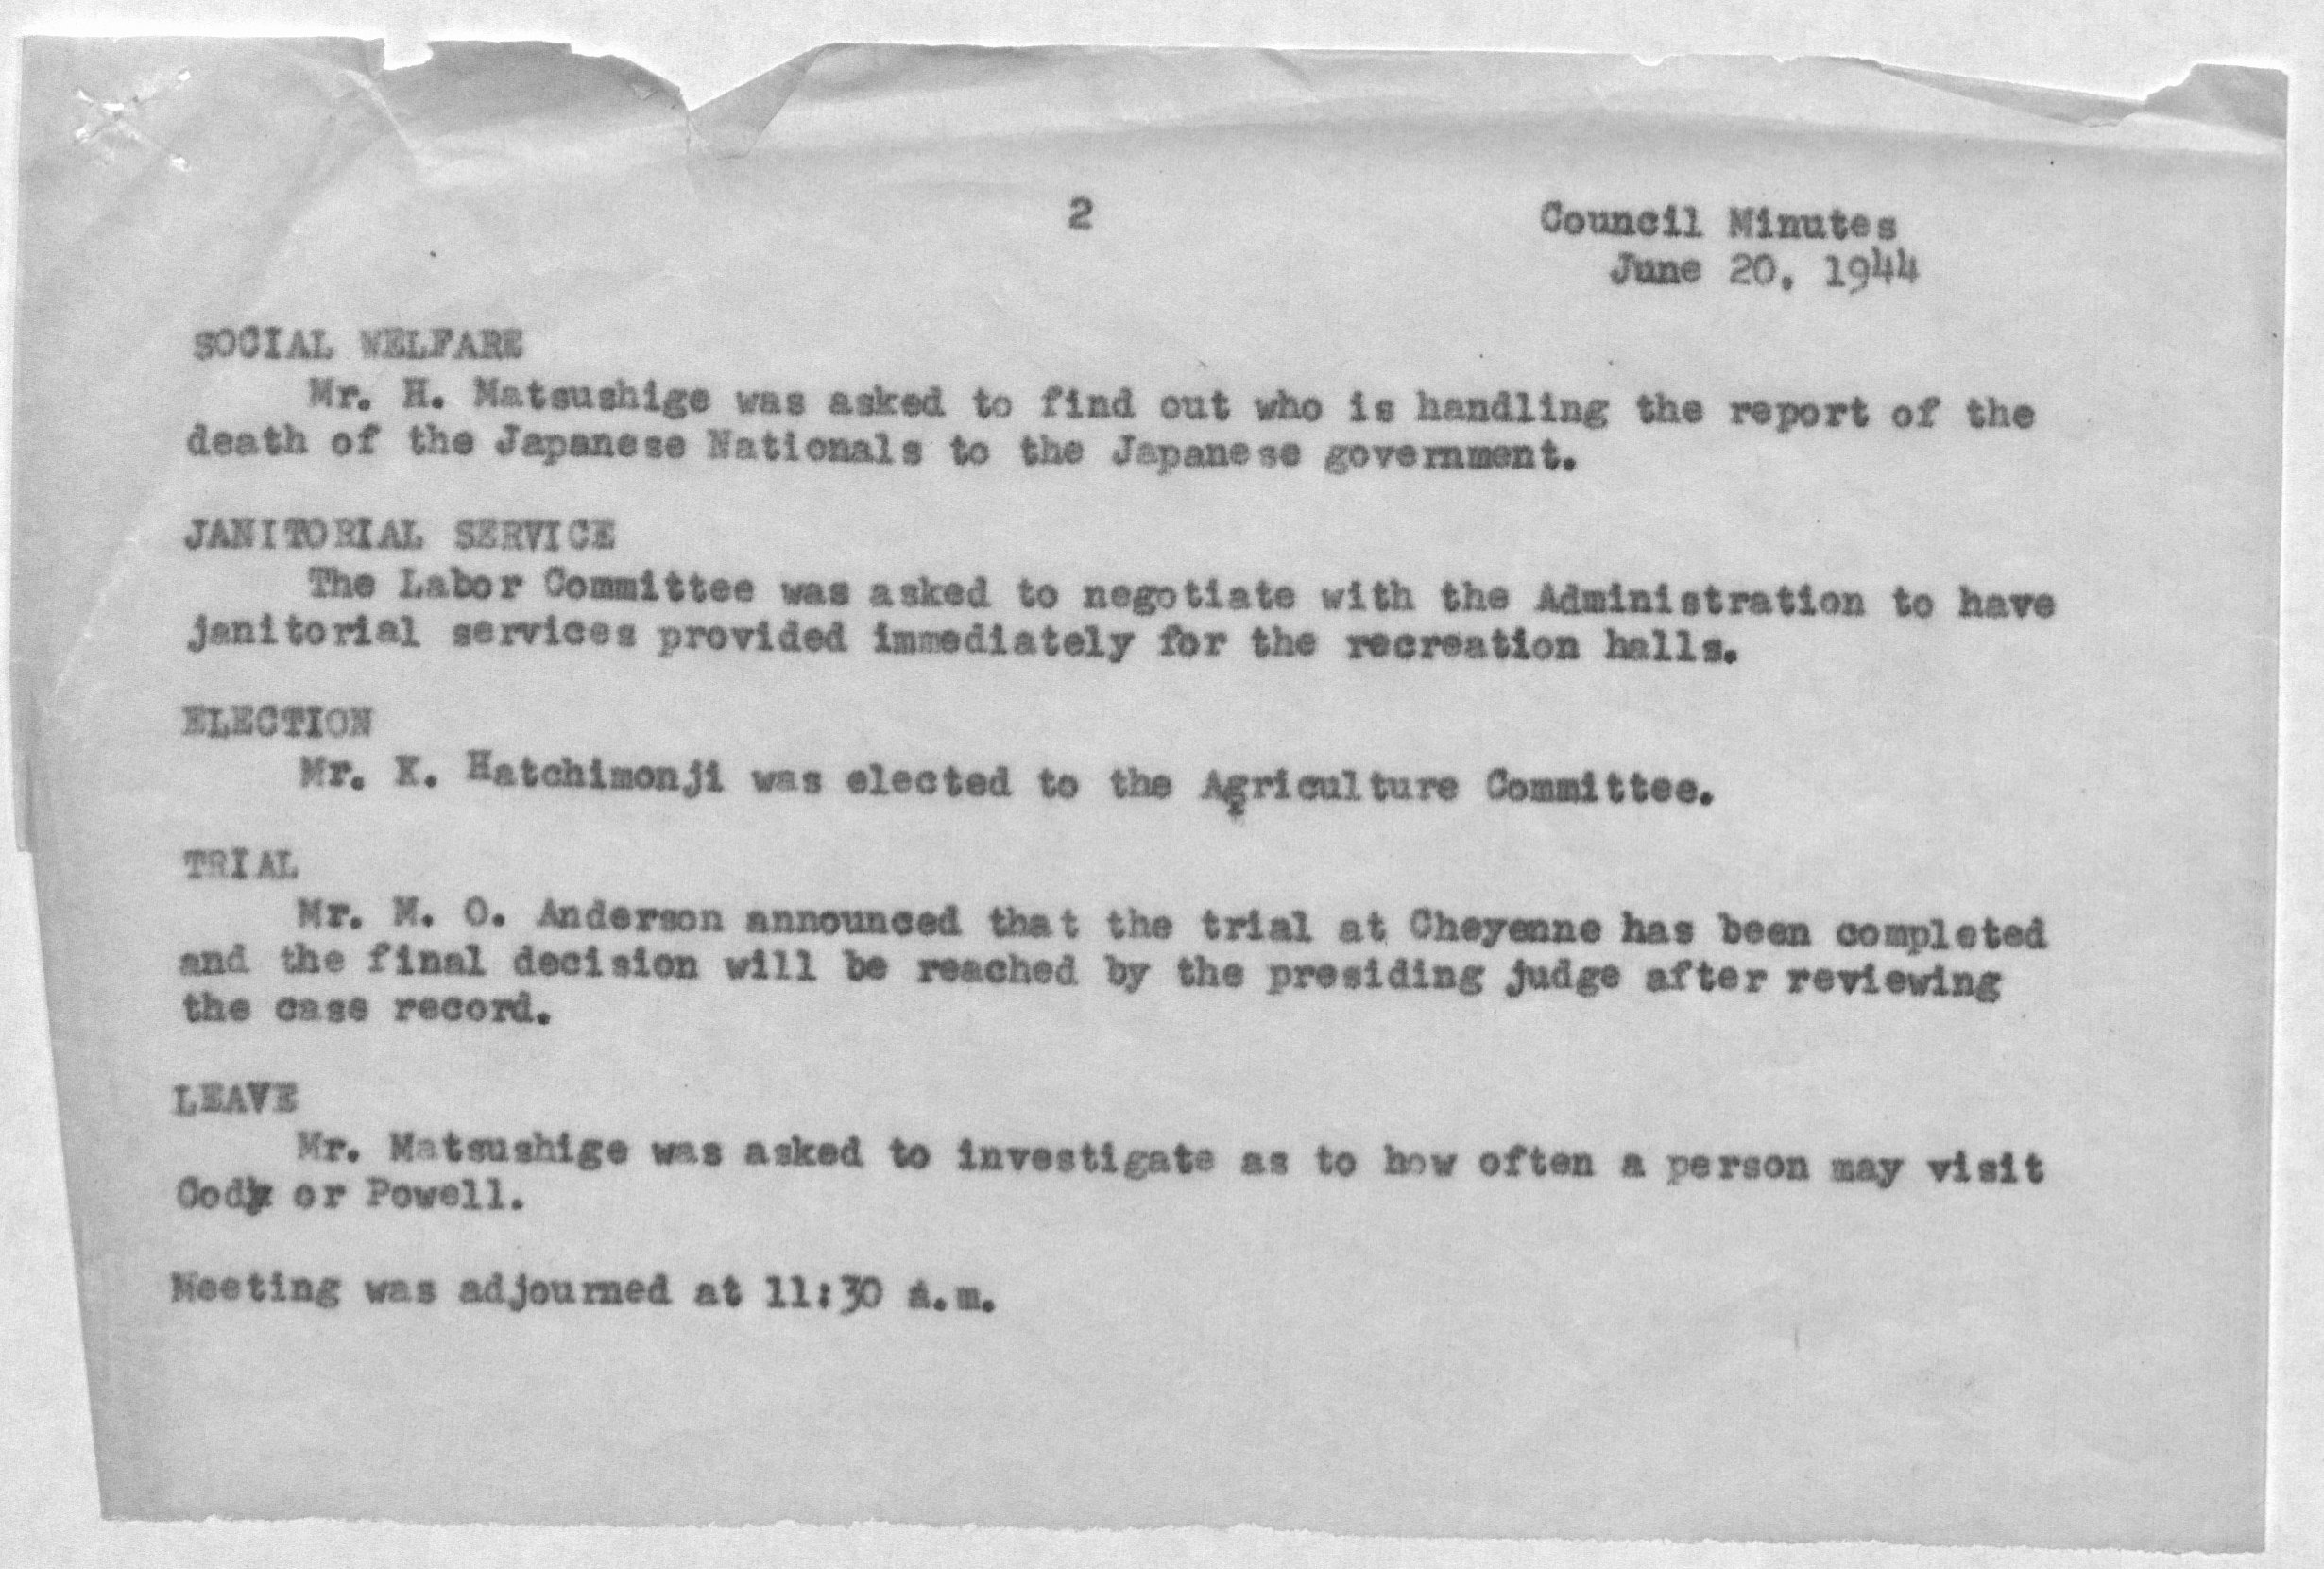 2
Council Minutes
June 20, 1944
SOCIAL WELFARE
Mr. H. Matsushige was asked to find out who is handling the report of the
death of the Japanese Nationals to the Japanese government.
JANITORIAL SERVICE
The Labor Committee was asked to negotiate with the Administration to have
janitorial services provided immediately for the recreation halls.
ELECTION
Mr. K. Hatchimonji was elected to the Agriculture Committee.
TRIAL
Mr. M. O. Anderson announced that the trial at Cheyenne has been completed
and the final decision will be reached by the presiding judge after reviewing
the case record.
LEAVE
Mr. Matsushige was asked to investigate as to how often a person may visit
Cody or Powell.
Meeting was adjourned at 11:30 a.m.